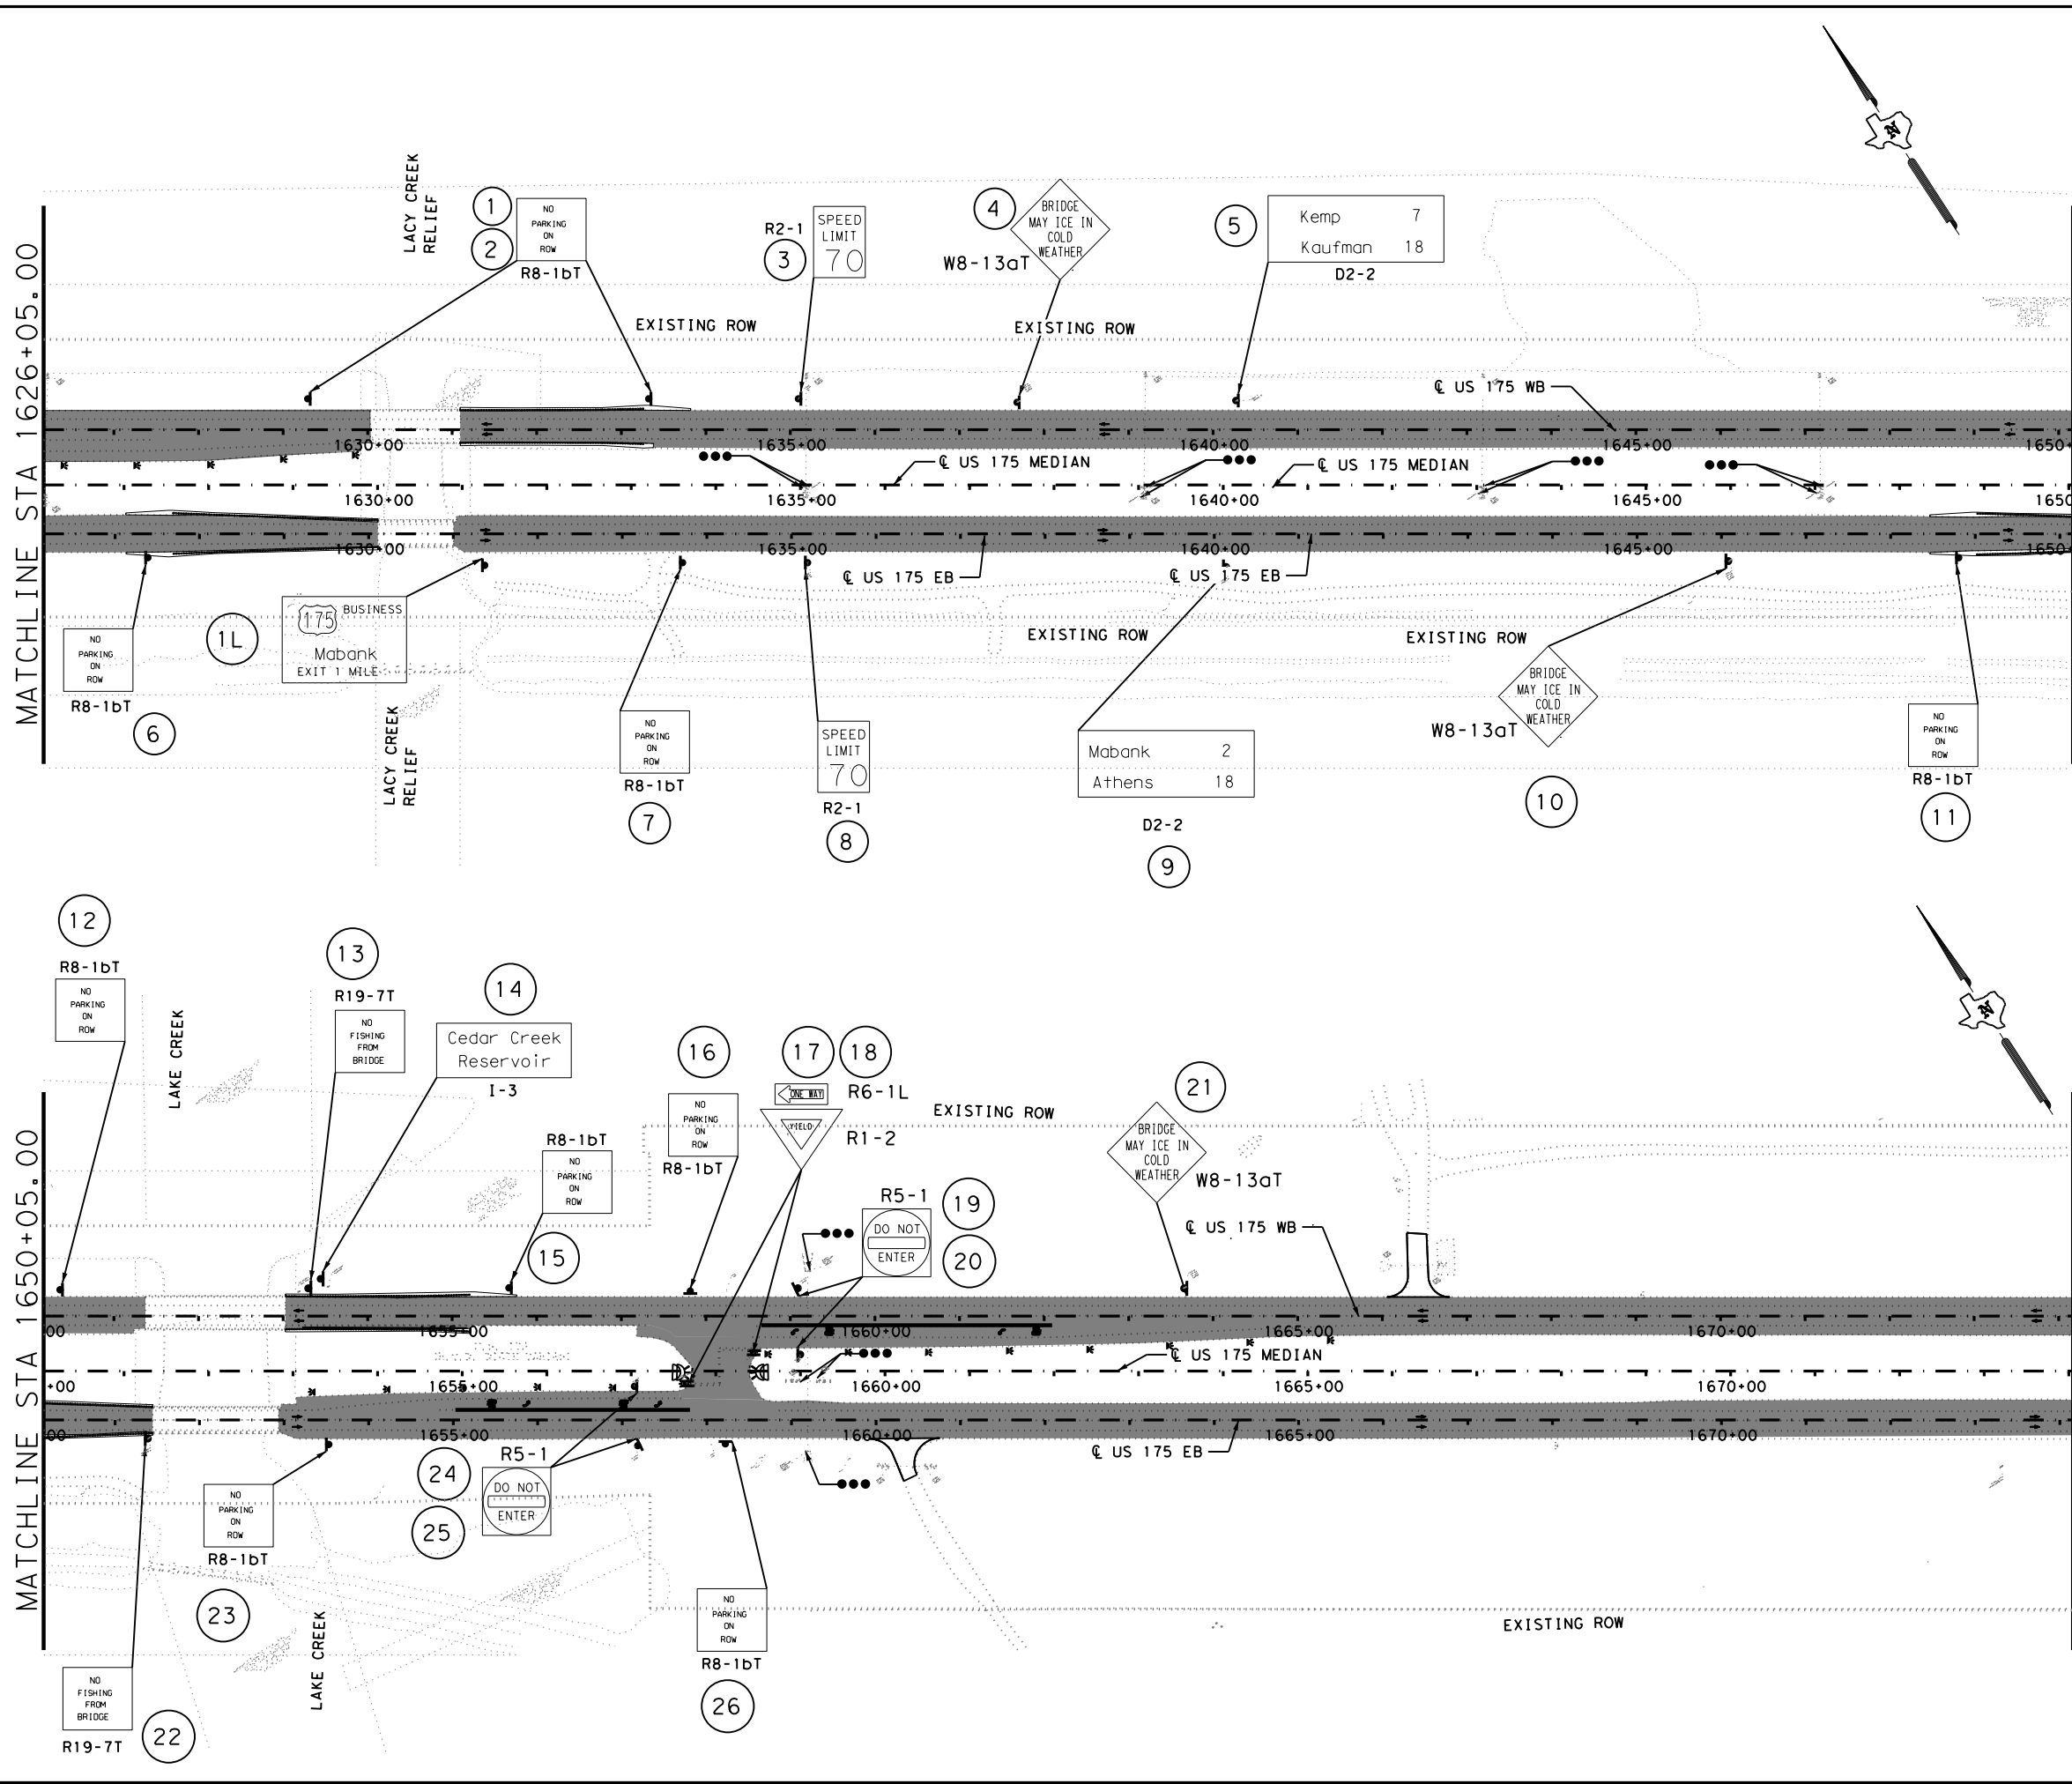 MATCHLINE STA 1626+05.00
LACY CREEK
RELIEF
1
2
NO
PARKING
ON
ROW
R8-1bT
R2-1
3
SPEED
LIMIT
70
4
BRIDGE
MAY ICE IN
COLD
WEATHER
W8-13aT
5
Kemp 7
Kaufman 18
D2-2
N
EXISTING ROW
EXISTING ROW
℄ US 175 WB
1630+00
1635+00
1640+00
1645+00
1650+
℄ US 175 MEDIAN
℄ US 175 MEDIAN
1630+00
1635+00
1640+00
1645+00
1650
1630+00
1635+00
1640+00
1645+00
1650+
℄ US 175 EB
℄ US 175 EB
NO
PARKING
ON
ROW
R8-1bT
6
1L
175 BUSINESS
Mabank
EXIT 1 MILE
LACY CREEK
RELIEF
NO
PARKING
ON
ROW
R8-1bT
7
SPEED
LIMIT
70
R2-1
8
EXISTING ROW
Mabank 2
Athens 18
D2-2
9
EXISTING ROW
BRIDGE
MAY ICE IN
COLD
WEATHER
W8-13aT
10
NO
PARKING
ON
ROW
R8-1bT
11
MATCHLINE STA 1650+05.00
12
R8-1bT
NO
PARKING
ON
ROW
LAKE CREEK
13
R19-7T
NO
FISHING
FROM
BRIDGE
14
Cedar Creek
Reservoir
I-3
R8-1bT
NO
PARKING
ON
ROW
15
16
NO
PARKING
ON
ROW
R8-1bT
17
18
ONE WAY
R6-1L
YIELD
R1-2
EXISTING ROW
R5-1
19
DO NOT
ENTER
20
21
BRIDGE
MAY ICE IN
COLD
WEATHER
W8-13aT
℄ US 175 WB
N
00
1655+00
1660+00
1665+00
1670+00
℄ US 175 MEDIAN
+00
1655+00
1660+00
1665+00
1670+00
00
1655+00
1660+00
1665+00
1670+00
℄ US 175 EB
R5-1
24
DO NOT
ENTER
25
NO
PARKING
ON
ROW
R8-1bT
23
LAKE CREEK
NO
FISHING
FROM
BRIDGE
R19-7T
22
NO
PARKING
ON
ROW
R8-1bT
26
EXISTING ROW